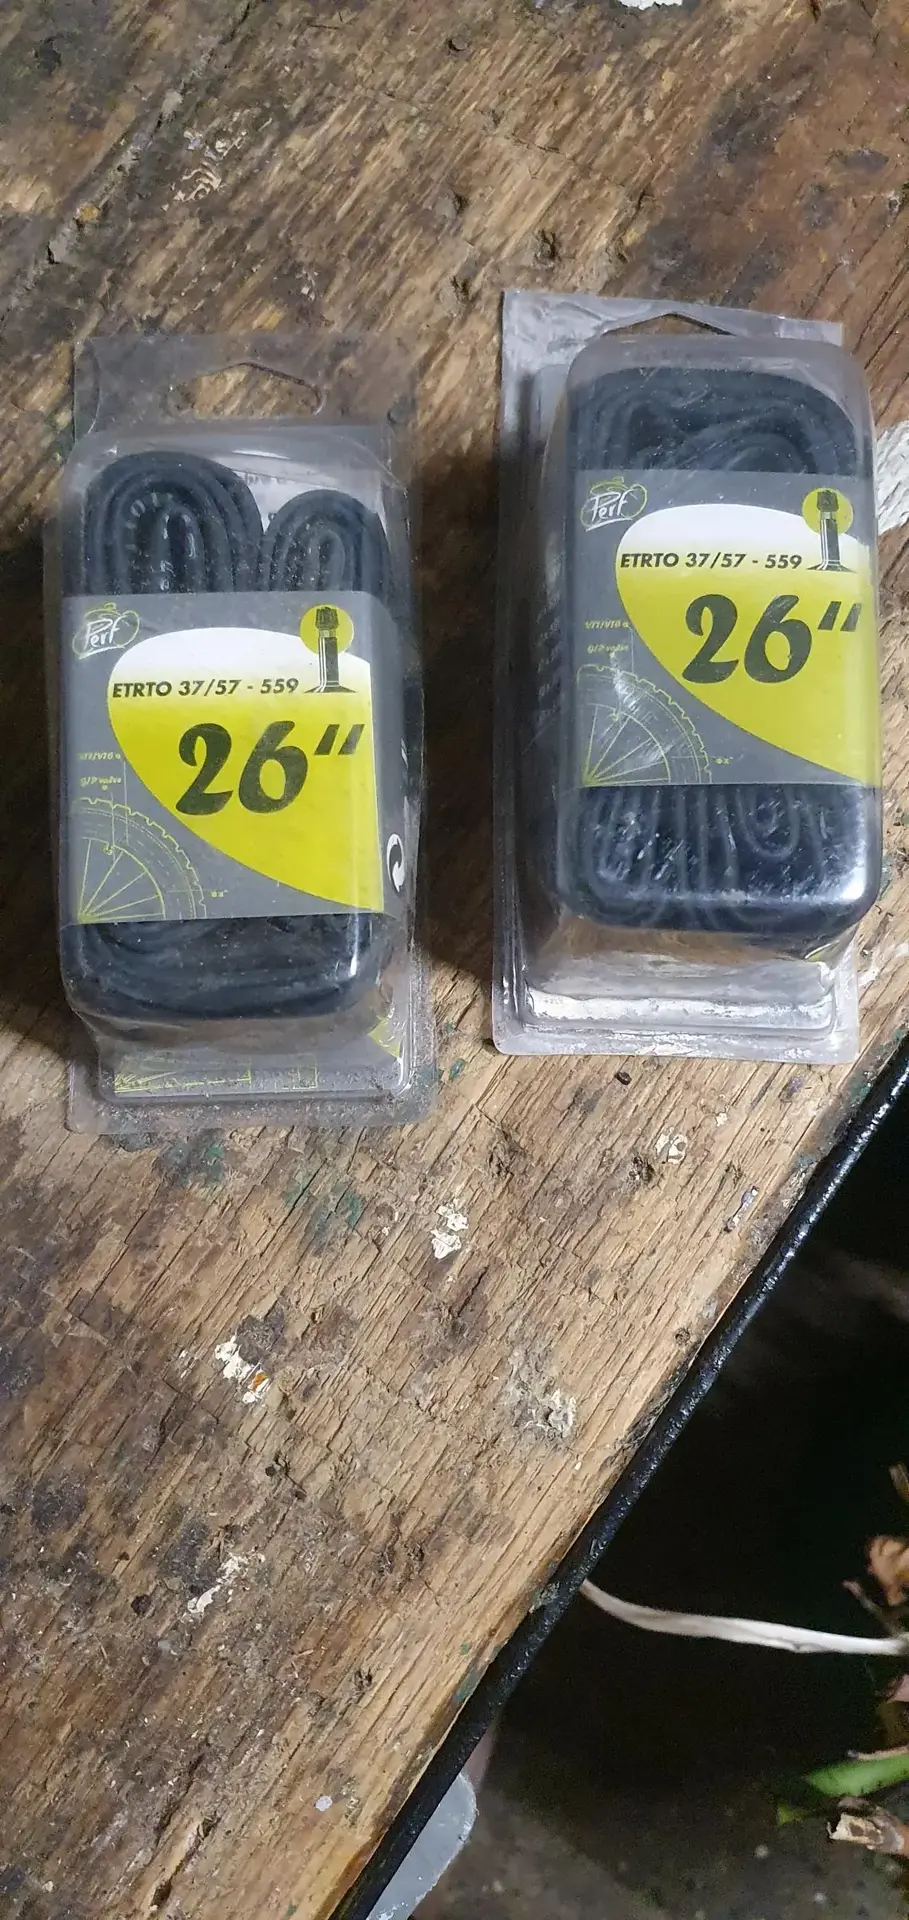 Perf
ETRTO 37/57 - 559
26"
Perf
ETRTO 37/57 - 559
26"